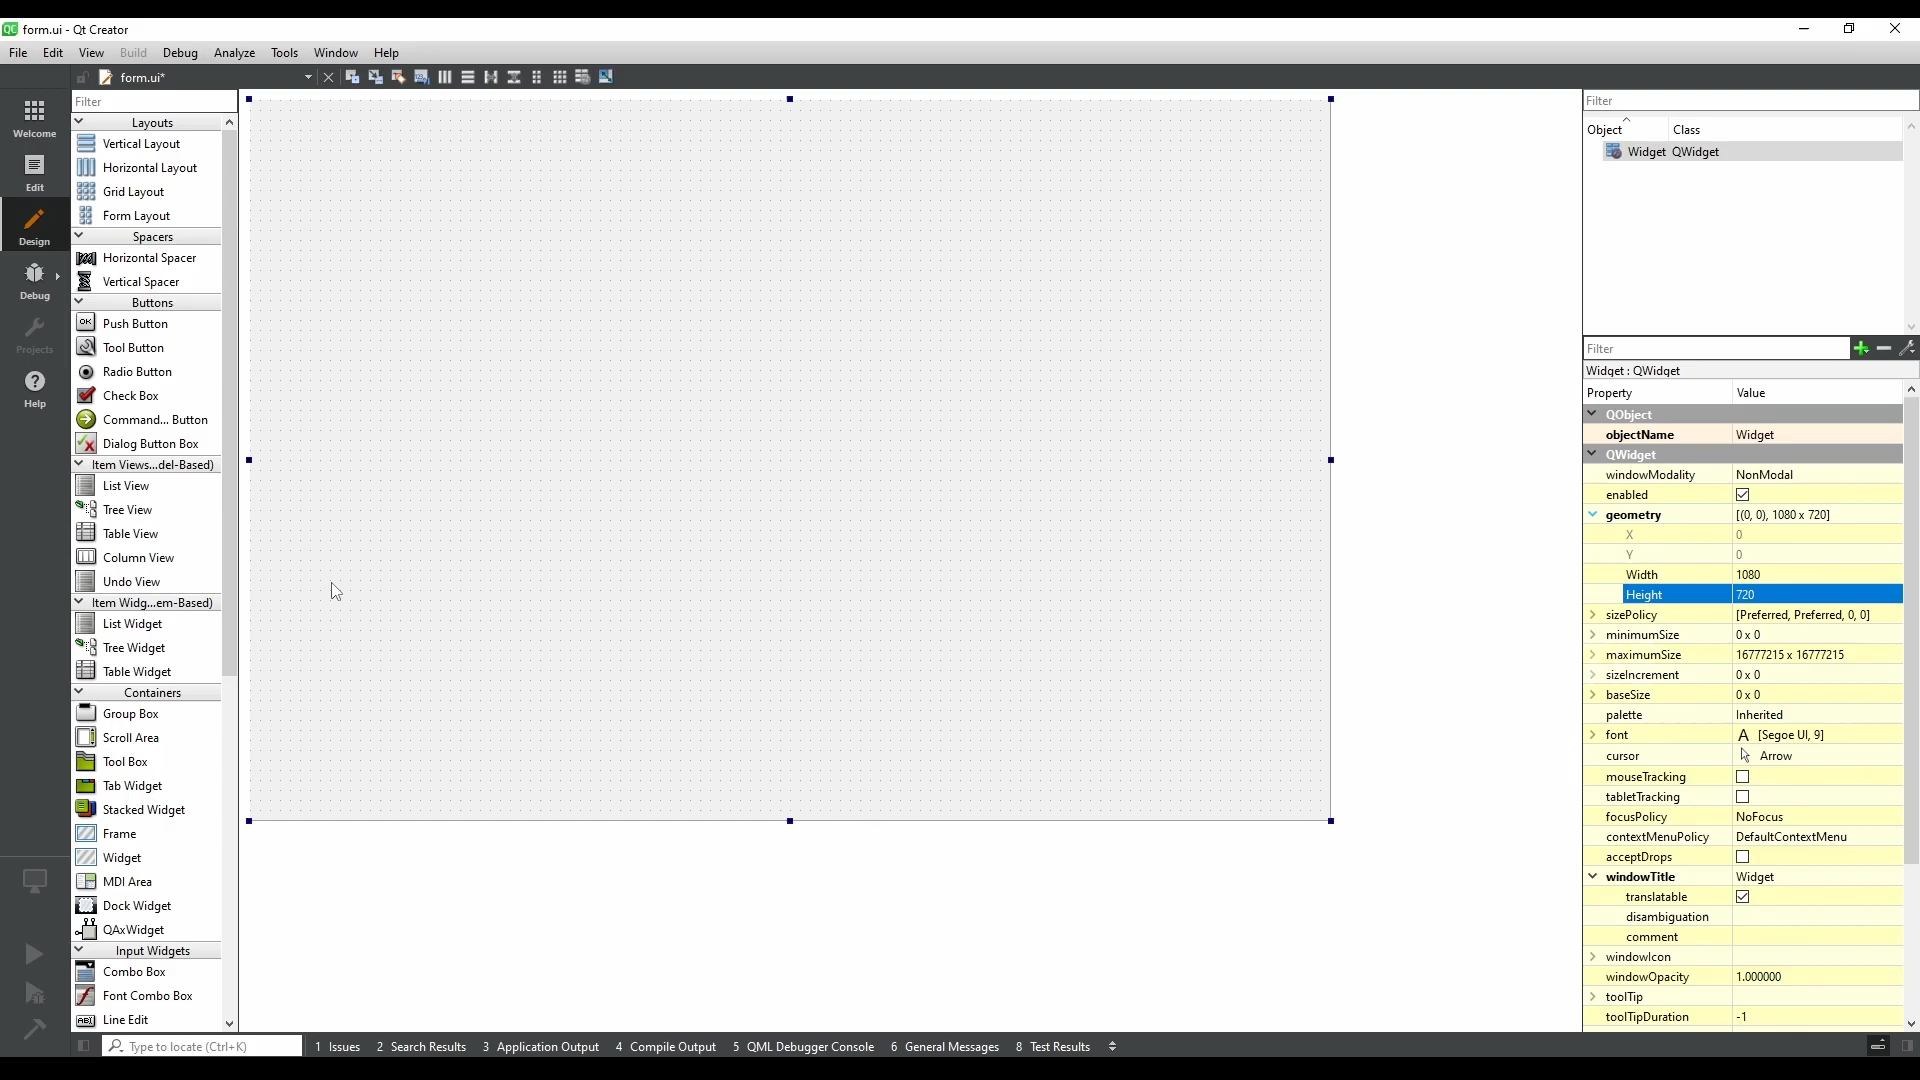 form.ui - Qt Creator
File Edit View Build Debug Analyze Tools Window Help
form.ui*
Welcome
Edit
Design
Debug
Projects
Help
Filter
Layouts
Vertical Layout
Horizontal Layout
Grid Layout
Form Layout
Spacers
Horizontal Spacer
Vertical Spacer
Buttons
Push Button
Tool Button
Radio Button
Check Box
Command... Button
Dialog Button Box
Item Views...del-Based)
List View
Tree View
Table View
Column View
Undo View
Item Widg...em-Based)
List Widget
Tree Widget
Table Widget
Containers
Group Box
Scroll Area
Tool Box
Tab Widget
Stacked Widget
Frame
Widget
MDI Area
Dock Widget
QAxWidget
Input Widgets
Combo Box
Font Combo Box
Line Edit
Filter
Object Class
Widget QWidget
Filter
Widget : QWidget
Property Value
QObject
objectName Widget
QWidget
windowModality NonModal
enabled
geometry [(0, 0), 1080 x 720]
X 0
Y 0
Width 1080
Height 720
sizePolicy [Preferred, Preferred, 0, 0]
minimumSize 0 x 0
maximumSize 16777215 x 16777215
sizeIncrement 0 x 0
baseSize 0 x 0
palette Inherited
font A [Segoe UI, 9]
cursor Arrow
mouseTracking
tabletTracking
focusPolicy NoFocus
contextMenuPolicy DefaultContextMenu
acceptDrops
windowTitle Widget
translatable
disambiguation
comment
windowIcon
windowOpacity 1.000000
toolTip
toolTipDuration -1
Type to locate (Ctrl+K) 1 Issues 2 Search Results 3 Application Output 4 Compile Output 5 QML Debugger Console 6 General Messages 8 Test Results